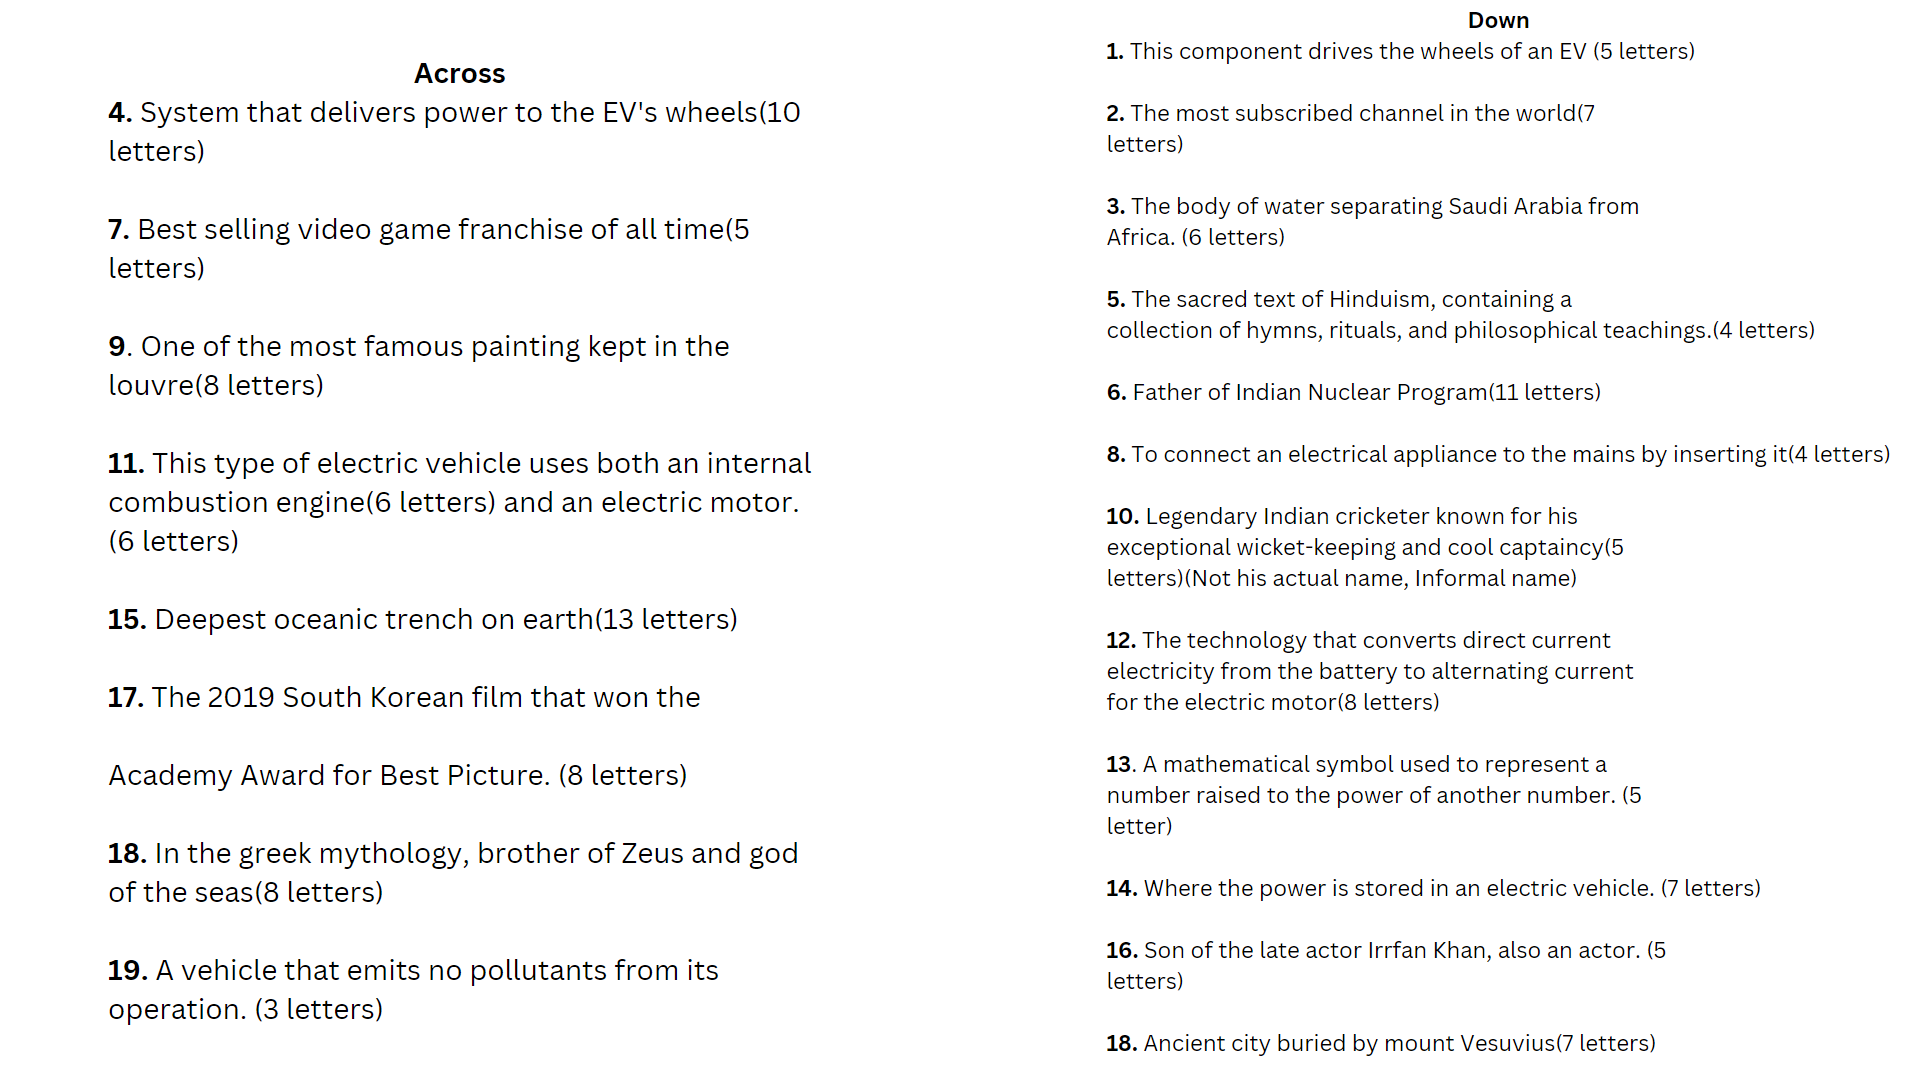 Across
4. System that delivers power to the EV's wheels(10
letters)
7. Best selling video game franchise of all time(5
letters)
9. One of the most famous painting kept in the
louvre(8 letters)
11. This type of electric vehicle uses both an internal
combustion engine(6 letters) and an electric motor.
(6 letters)
15. Deepest oceanic trench on earth(13 letters)
17. The 2019 South Korean film that won the
Academy Award for Best Picture. (8 letters)
18. In the greek mythology, brother of Zeus and god
of the seas(8 letters)
19. A vehicle that emits no pollutants from its
operation. (3 letters)
Down
1. This component drives the wheels of an EV (5 letters)
2. The most subscribed channel in the world(7
letters)
3. The body of water separating Saudi Arabia from
Africa. (6 letters)
5. The sacred text of Hinduism, containing a
collection of hymns, rituals, and philosophical teachings.(4 letters)
6. Father of Indian Nuclear Program(11 letters)
8. To connect an electrical appliance to the mains by inserting it(4 letters)
10. Legendary Indian cricketer known for his
exceptional wicket-keeping and cool captaincy(5
letters)(Not his actual name, Informal name)
12. The technology that converts direct current
electricity from the battery to alternating current
for the electric motor(8 letters)
13. A mathematical symbol used to represent a
number raised to the power of another number. (5
letter)
14. Where the power is stored in an electric vehicle. (7 letters)
16. Son of the late actor Irrfan Khan, also an actor. (5
letters)
18. Ancient city buried by mount Vesuvius(7 letters)